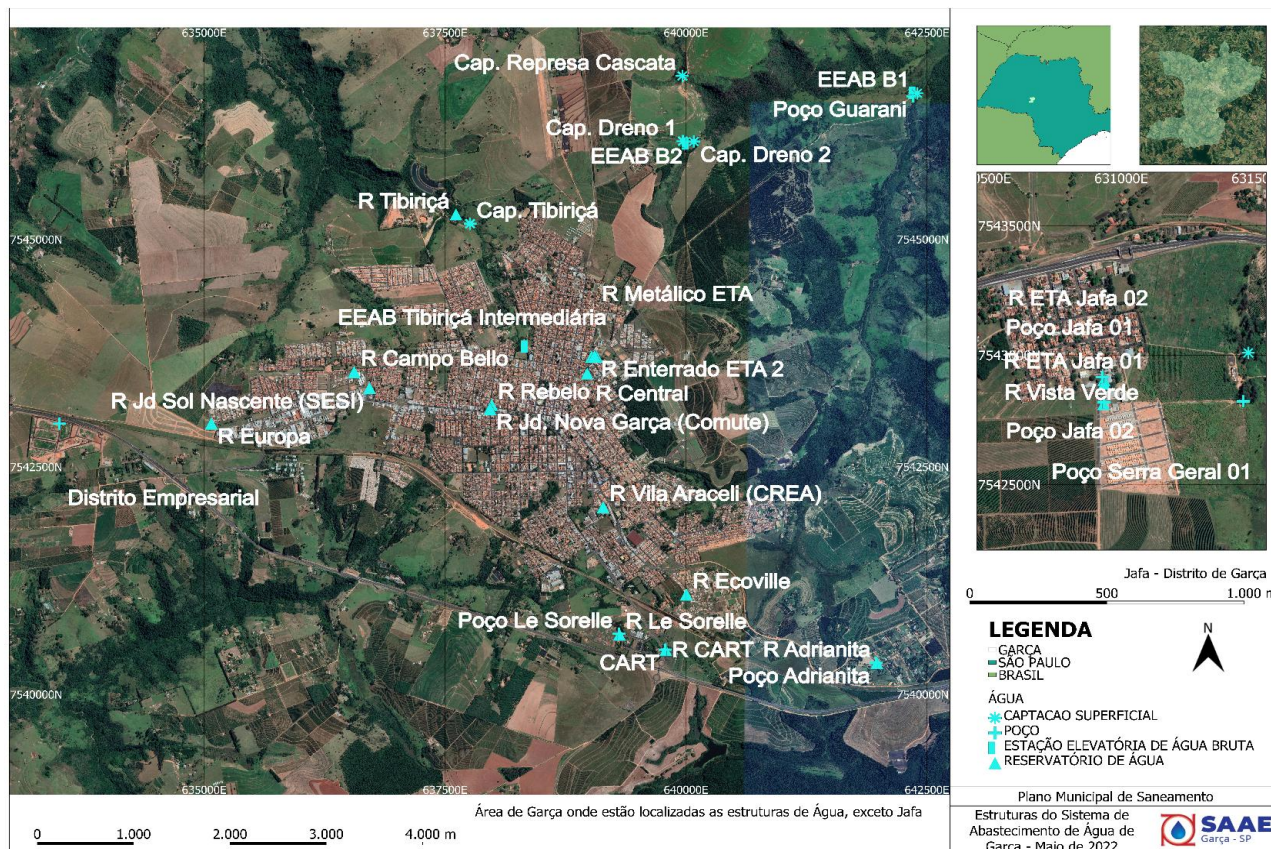 635000E
637500E
640000E
642500E
Cap. Represa Cascata
EEAB B1
Poço Guarani
Cap. Dreno 1
EEAB B2
Cap. Dreno 2
R Tibiriçá
Cap. Tibiriçá
7545000N
7545000N
R Metálico ETA
EEAB Tibiriçá Intermediária
R Campo Bello
R Enterrado ETA 2
R Rebelo
R Central
R Jd Sol Nascente (SESI)
R Jd. Nova Garça (Comute)
R Europa
7542500N
7542500N
Distrito Empresarial
R Vila Araceli (CREA)
R Ecoville
Poço Le Sorelle
R Le Sorelle
CART
R CART
R Adrianita
Poço Adrianita
7540000N
7540000N
635000E
637500E
640000E
642500E
Área de Garça onde estão localizadas as estruturas de Água, exceto Jafa
0 1.000 2.000 3.000 4.000 m
500E
631000E
6315
7543500N
R ETA Jafa 02
Poço Jafa 01
R ETA Jafa 01
R Vista Verde
Poço Jafa 02
Poço Serra Geral 01
7542500N
Jafa - Distrito de Garça
0 500 1.000 m
LEGENDA
GARÇA
SÃO PAULO
BRASIL
N
ÁGUA
CAPTACAO SUPERFICIAL
POÇO
ESTAÇÃO ELEVATÓRIA DE ÁGUA BRUTA
RESERVATÓRIO DE ÁGUA
Plano Municipal de Saneamento
Estruturas do Sistema de
Abastecimento de Água de
Garça - Maio de 2022
SAAE
Garça - SP